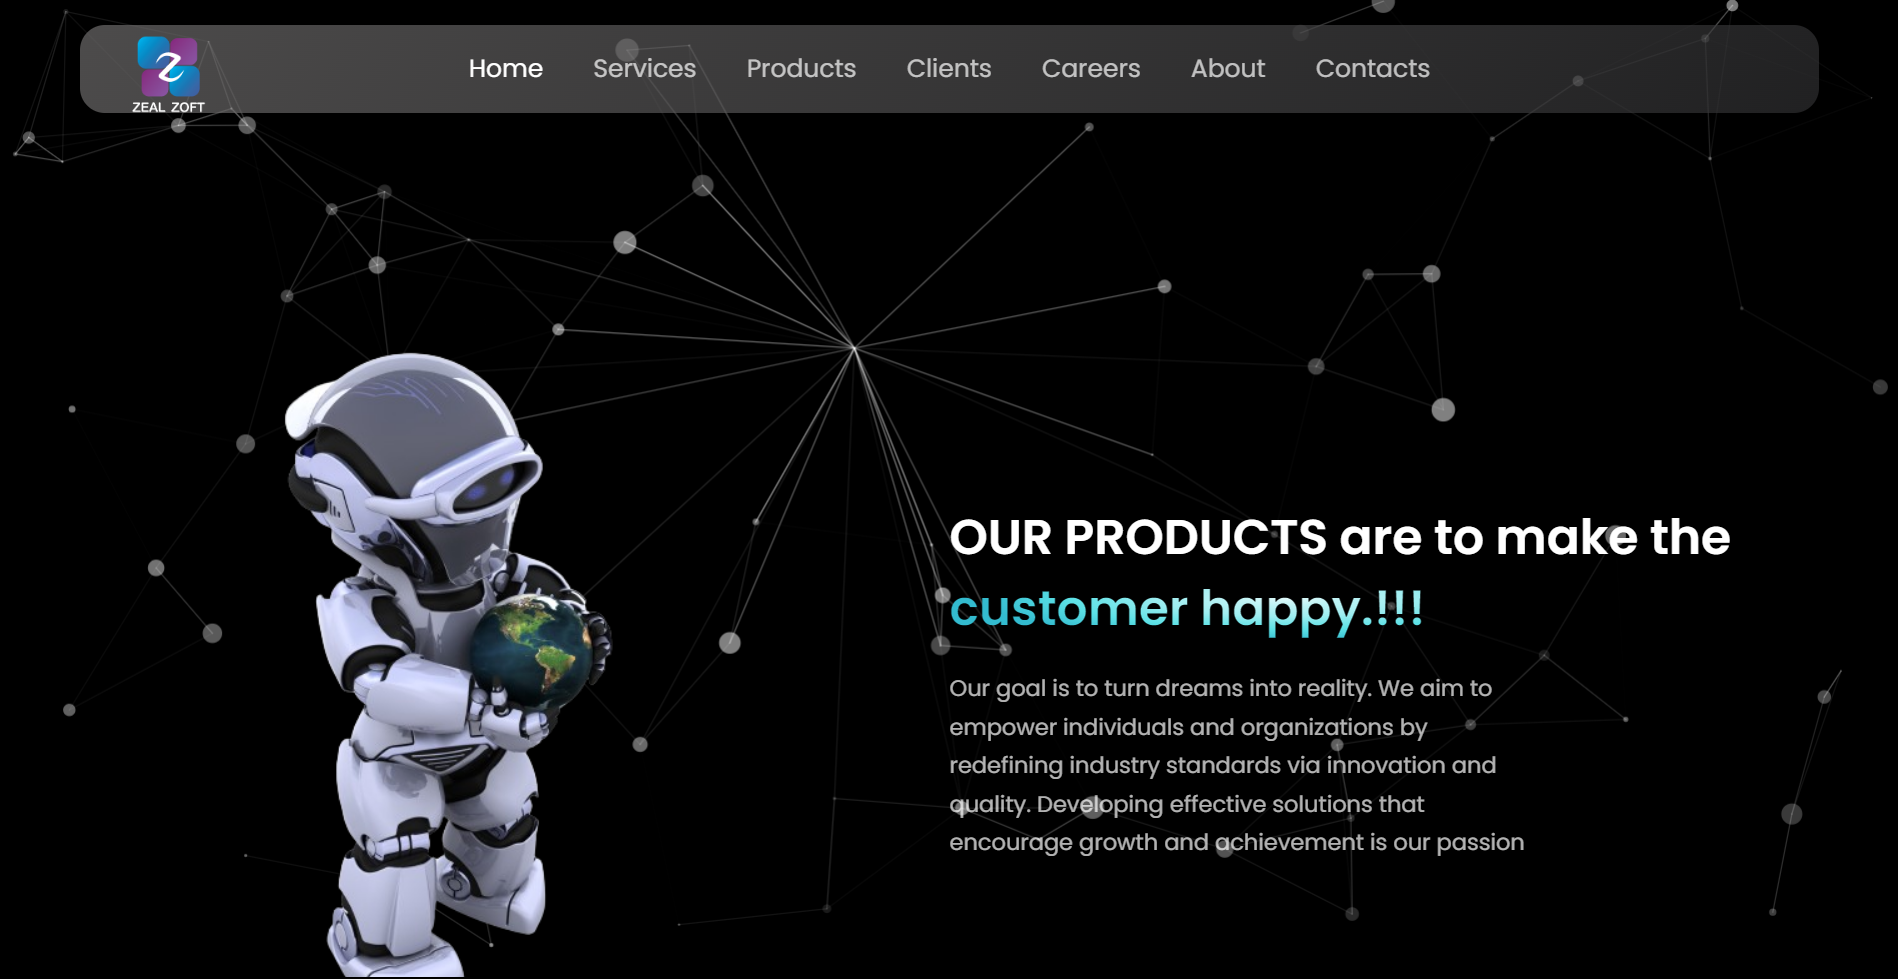 ZEAL ZOFT
Home Services Products Clients Careers About Contacts
OUR PRODUCTS are to make the
customer happy.!!!
Our goal is to turn dreams into reality. We aim to
empower individuals and organizations by
redefining industry standards via innovation and
quality. Developing effective solutions that
encourage growth and achievement is our passion